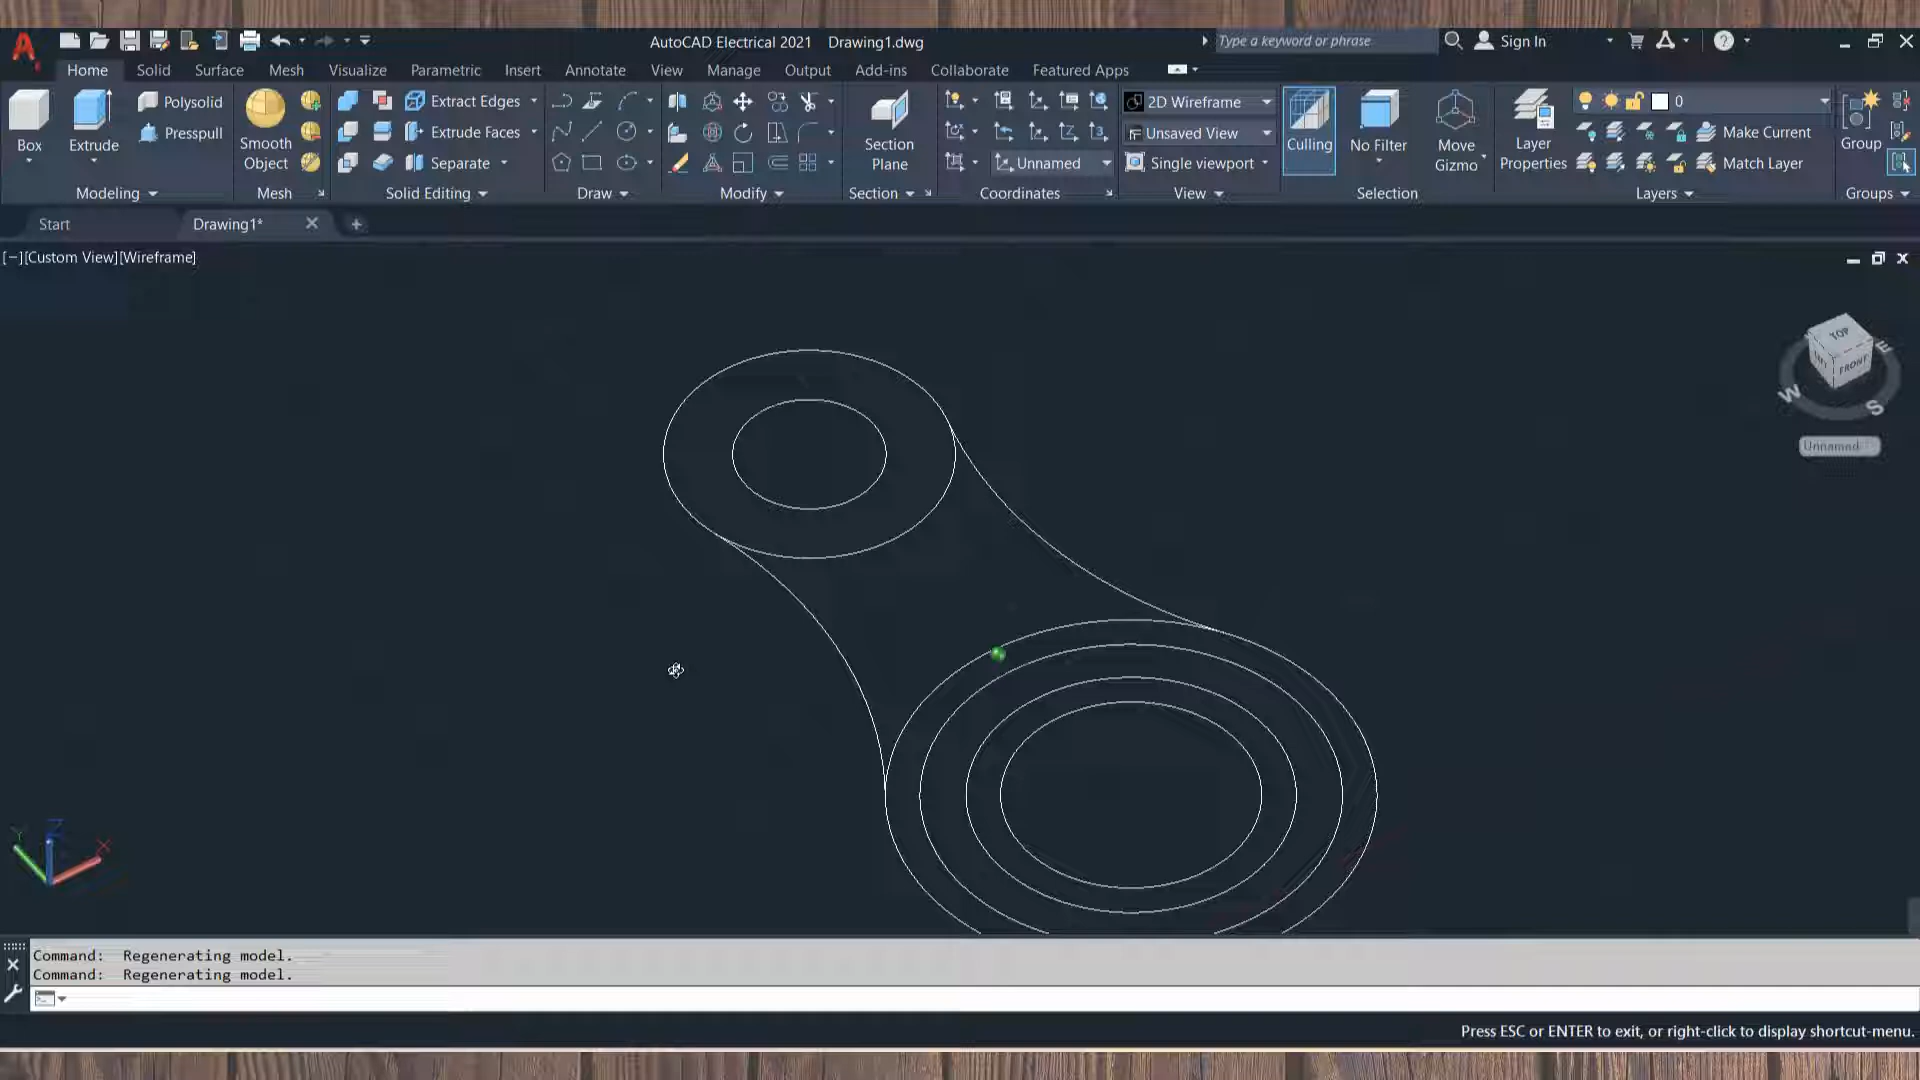 AutoCAD Electrical 2021 Drawing1.dwg
Type a keyword or phrase
Sign In
Home Solid Surface Mesh Visualize Parametric Insert Annotate View Manage Output Add-ins Collaborate Featured Apps
Box
Extrude
Polysolid
Presspull
Modeling
Smooth
Object
Mesh
Extract Edges
Extrude Faces
Separate
Solid Editing
Draw
Modify
Section
Plane
Section
Unnamed
Coordinates
2D Wireframe
Unsaved View
Single viewport
View
Culling
No Filter
Move
Gizmo
Selection
Layer
Properties
0
Make Current
Match Layer
Layers
Group
Groups
Start
Drawing1*
[−][Custom View][Wireframe]
TOP
FRONT
E
W
S
Unnamed
Y
Z
X
Command: Regenerating model.
Command: Regenerating model.
Press ESC or ENTER to exit, or right-click to display shortcut-menu.